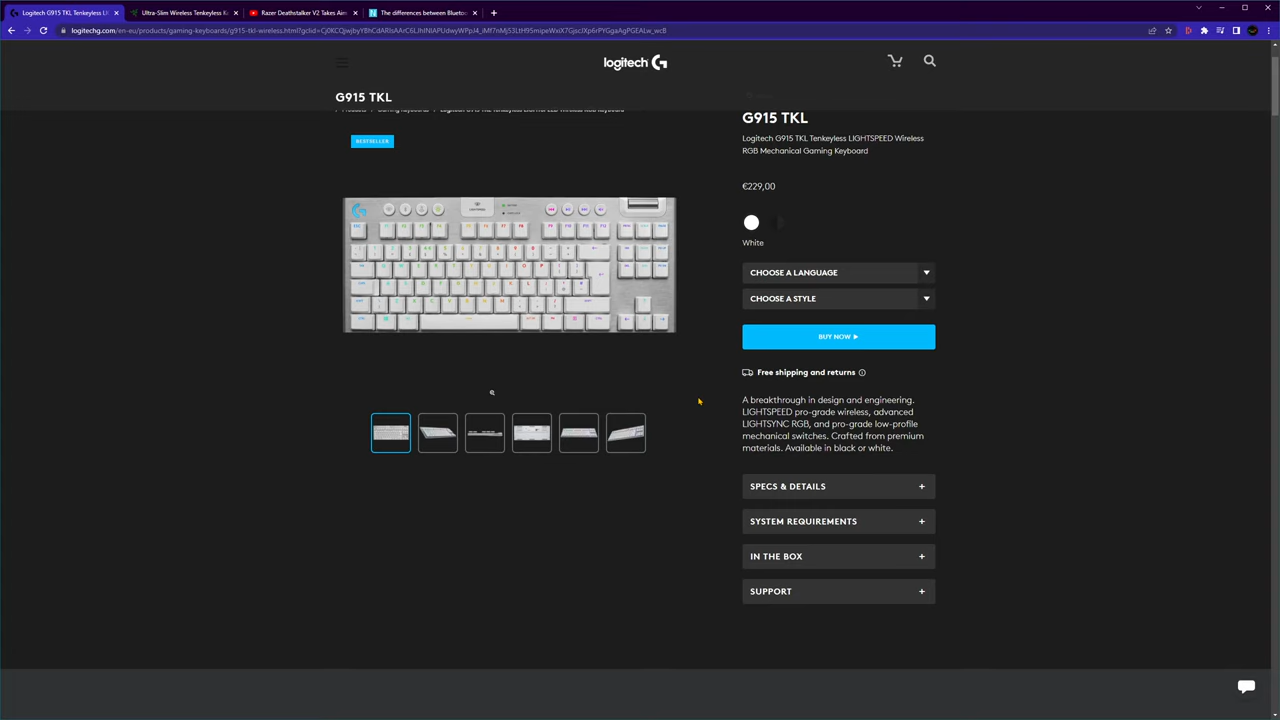 Logitech G915 TKL Tenkeyless LI
Ultra-Slim Wireless Tenkeyless K
Razer Deathstalker V2 Takes Aim
The differences between Bluetoo
logitechg.com/en-eu/products/gaming-keyboards/g915-tkl-wireless.html
logitech G
G915 TKL
BESTSELLER
G915 TKL
Logitech G915 TKL Tenkeyless LIGHTSPEED Wireless
RGB Mechanical Gaming Keyboard
€229,00
White
CHOOSE A LANGUAGE
CHOOSE A STYLE
BUY NOW
Free shipping and returns
A breakthrough in design and engineering.
LIGHTSPEED pro-grade wireless, advanced
LIGHTSYNC RGB, and pro-grade low-profile
mechanical switches. Crafted from premium
materials. Available in black or white.
SPECS & DETAILS +
SYSTEM REQUIREMENTS +
IN THE BOX +
SUPPORT +